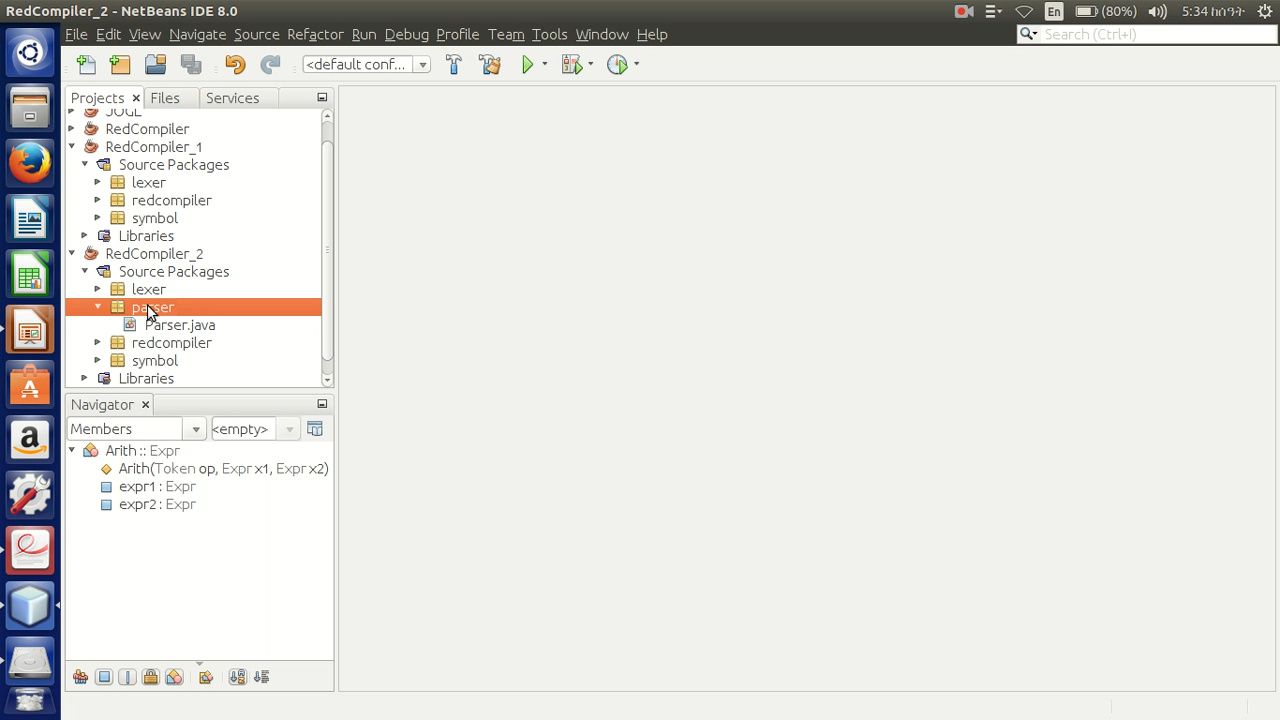 RedCompiler_2 - NetBeans IDE 8.0
En
(80%)
5:34 ከሰዓት
File Edit View Navigate Source Refactor Run Debug Profile Team Tools Window Help
Search (Ctrl+I)
<default conf...
Projects
Files
Services
JOGL
RedCompiler
RedCompiler_1
Source Packages
lexer
redcompiler
symbol
Libraries
RedCompiler_2
Source Packages
lexer
parser
Parser.java
redcompiler
symbol
Libraries
Navigator
Members
<empty>
Arith :: Expr
Arith(Token op, Expr x1, Expr x2)
expr1 : Expr
expr2 : Expr